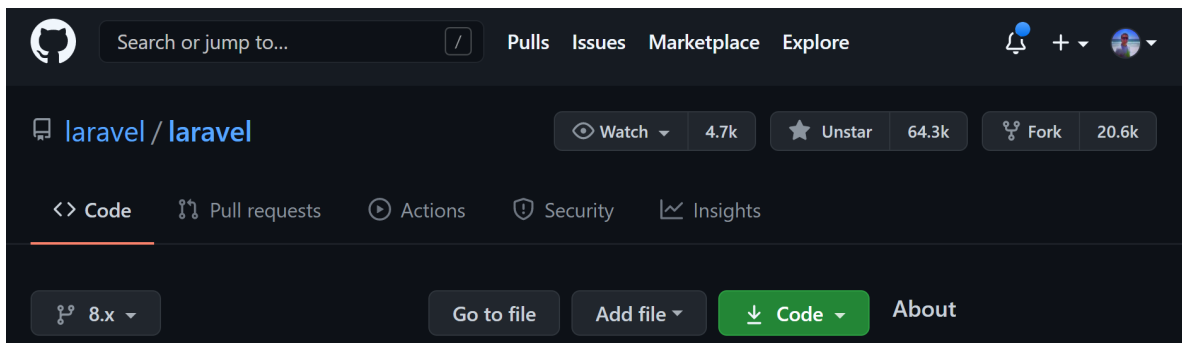 Search or jump to... / Pulls Issues Marketplace Explore
laravel / laravel Watch 4.7k Unstar 64.3k Fork 20.6k
Code Pull requests Actions Security Insights
8.x Go to file Add file Code About